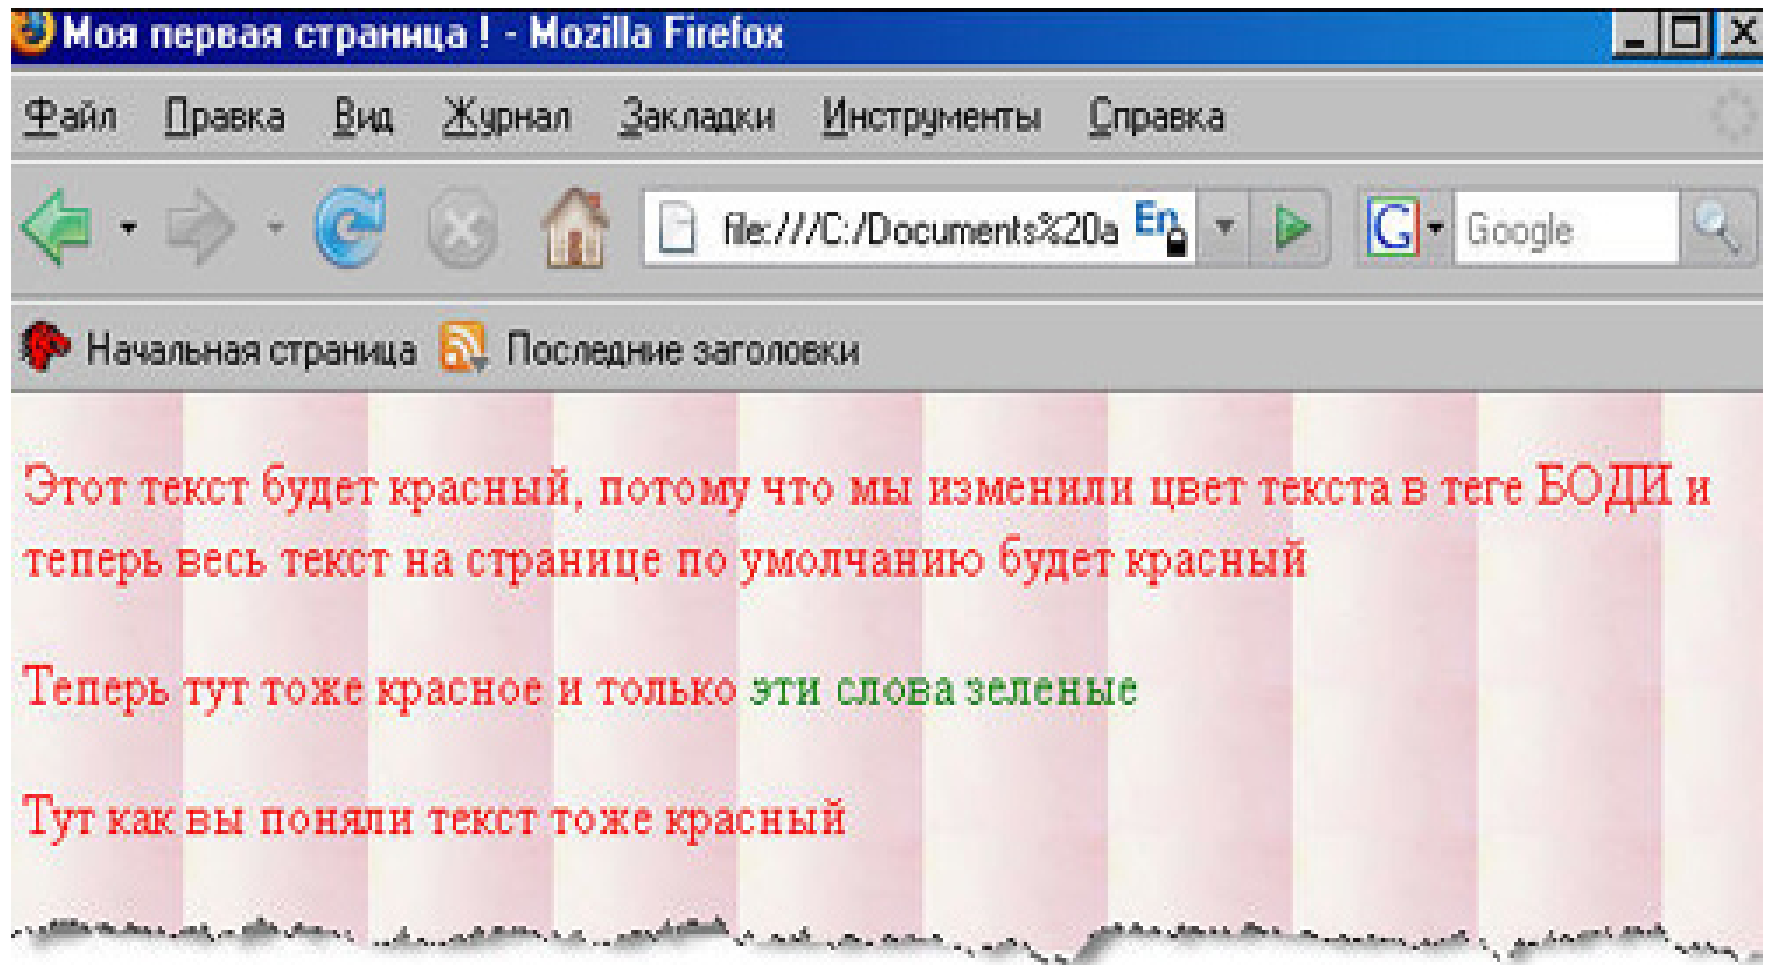 Моя первая страница ! - Mozilla Firefox
Файл Правка Вид Журнал Закладки Инструменты Справка
file:///C:/Documents%20a En G Google
Начальная страница Последние заголовки
Этот текст будет красный, потому что мы изменили цвет текста в теге БОДИ и
теперь весь текст на странице по умолчанию будет красный
Теперь тут тоже красное и только эти слова зеленые
Тут как вы поняли текст тоже красный